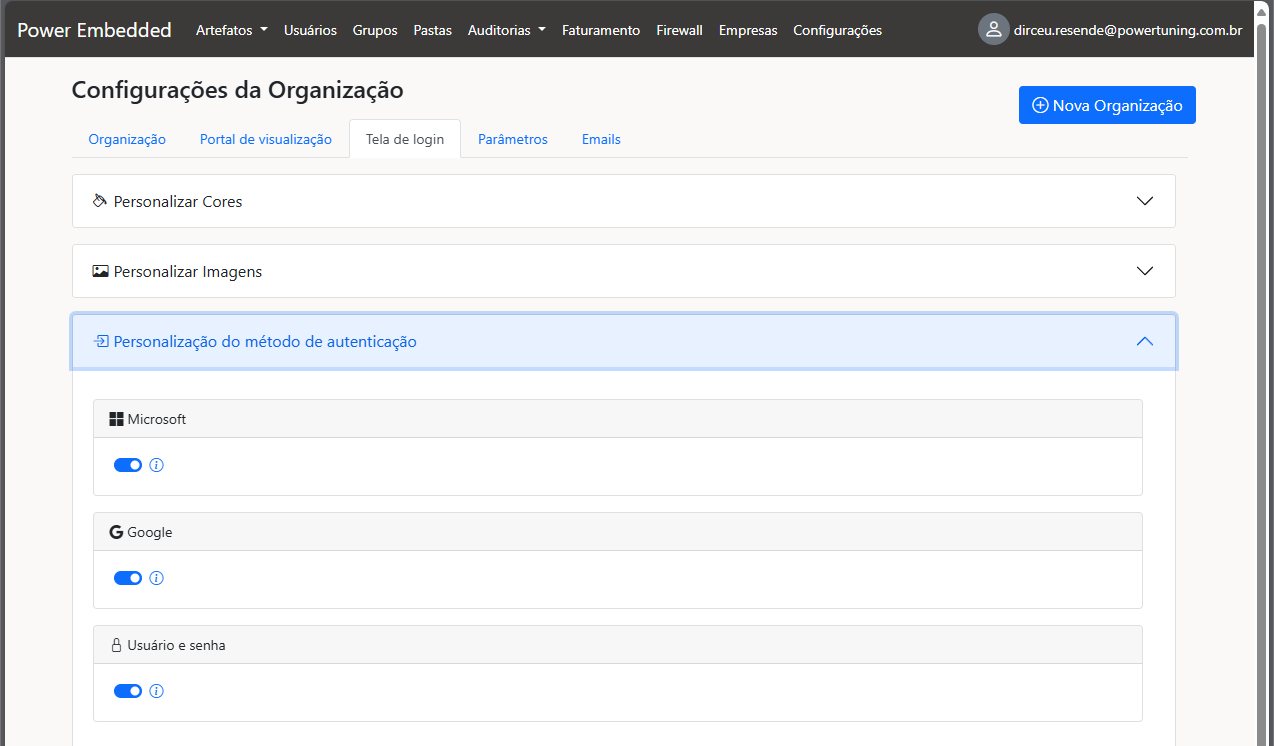 Power Embedded Artefatos Usuários Grupos Pastas Auditorias Faturamento Firewall Empresas Configurações dirceu.resende@powertuning.com.br
Configurações da Organização
Nova Organização
Organização Portal de visualização Tela de login Parâmetros Emails
Personalizar Cores
Personalizar Imagens
Personalização do método de autenticação
Microsoft
Google
Usuário e senha